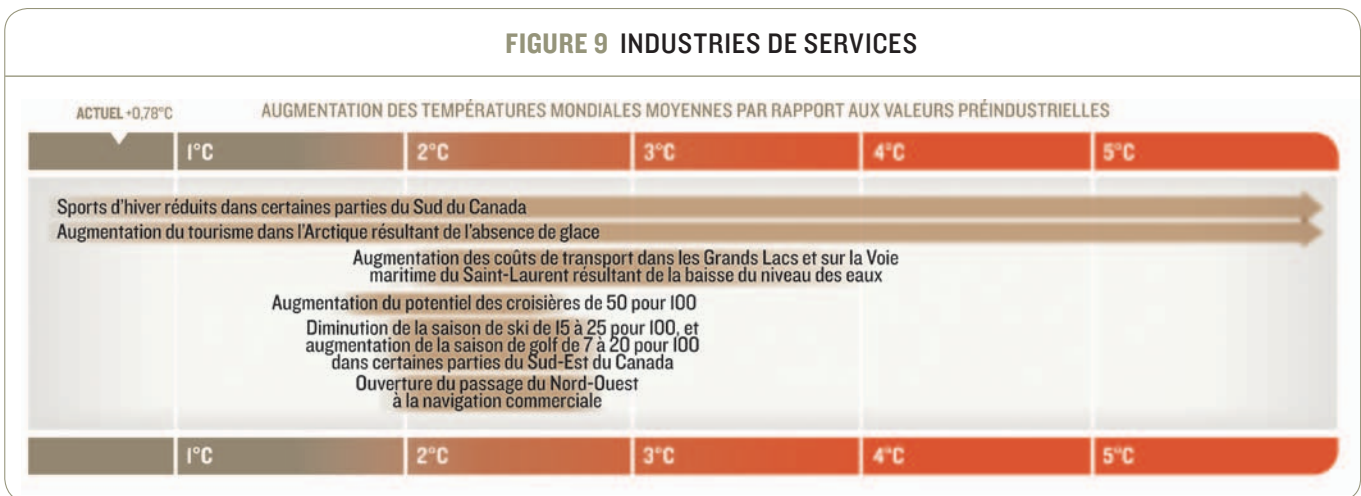 FIGURE 9 INDUSTRIES DE SERVICES
ACTUEL +0,78°C
AUGMENTATION DES TEMPÉRATURES MONDIALES MOYENNES PAR RAPPORT AUX VALEURS PRÉINDUSTRIELLES
1°C 2°C 3°C 4°C 5°C
Sports d'hiver réduits dans certaines parties du Sud du Canada
Augmentation du tourisme dans l'Arctique résultant de l'absence de glace
Augmentation des coûts de transport dans les Grands Lacs et sur la Voie
maritime du Saint-Laurent résultant de la baisse du niveau des eaux
Augmentation du potentiel des croisières de 50 pour 100
Diminution de la saison de ski de 15 à 25 pour 100, et
augmentation de la saison de golf de 7 à 20 pour 100
dans certaines parties du Sud-Est du Canada
Ouverture du passage du Nord-Ouest
à la navigation commerciale
1°C 2°C 3°C 4°C 5°C